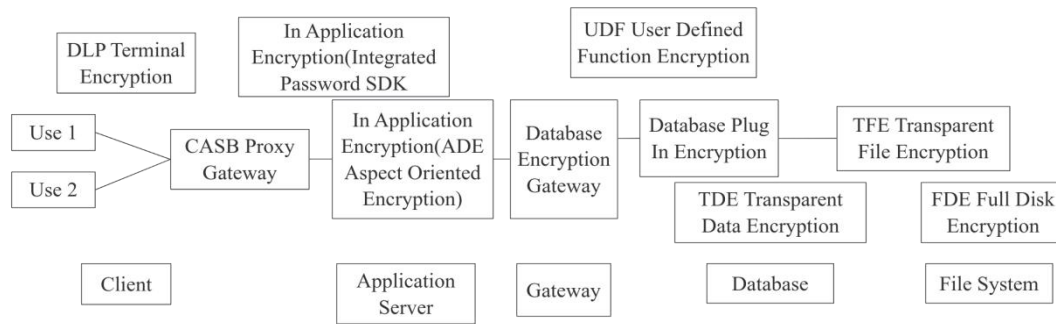 DLP Terminal
Encryption
In Application
Encryption(Integrated
Password SDK
UDF User Defined
Function Encryption
Use 1
Use 2
CASB Proxy
Gateway
In Application
Encryption(ADE
Aspect Oriented
Encryption)
Database
Encryption
Gateway
Database Plug
In Encryption
TFE Transparent
File Encryption
TDE Transparent
Data Encryption
FDE Full Disk
Encryption
Client
Application
Server
Gateway
Database
File System